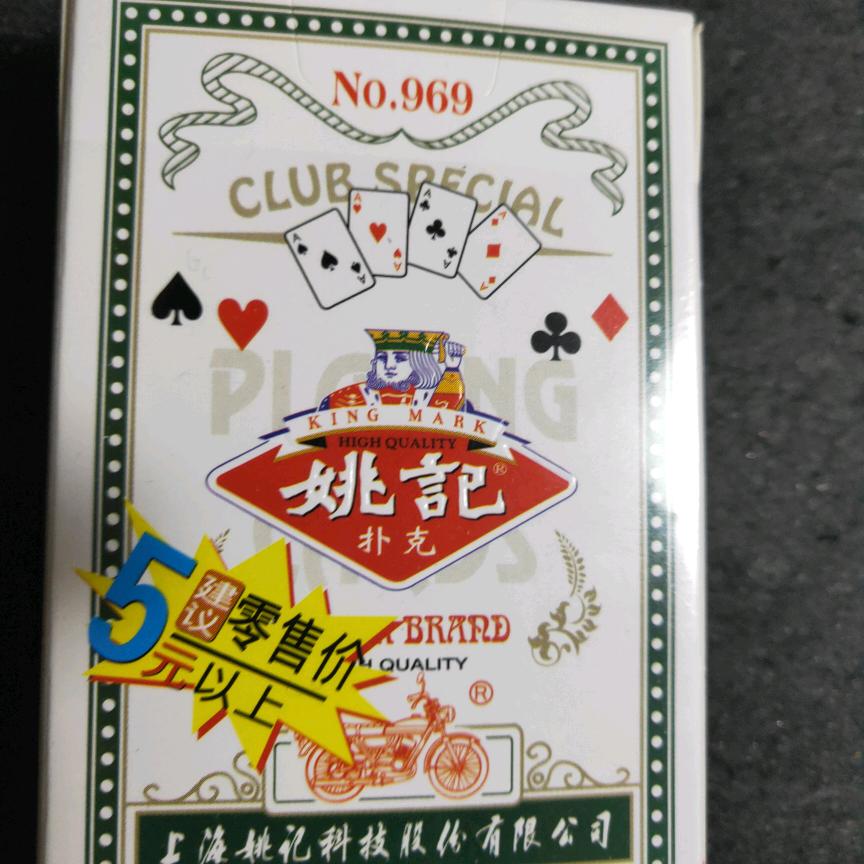 No.969
CLUB SPECIAL
KING MARK
HIGH QUALITY
姚記®
扑克
BRAND
QUALITY
®
5
建议
零售价
元以上
上海姚记科技股份有限公司